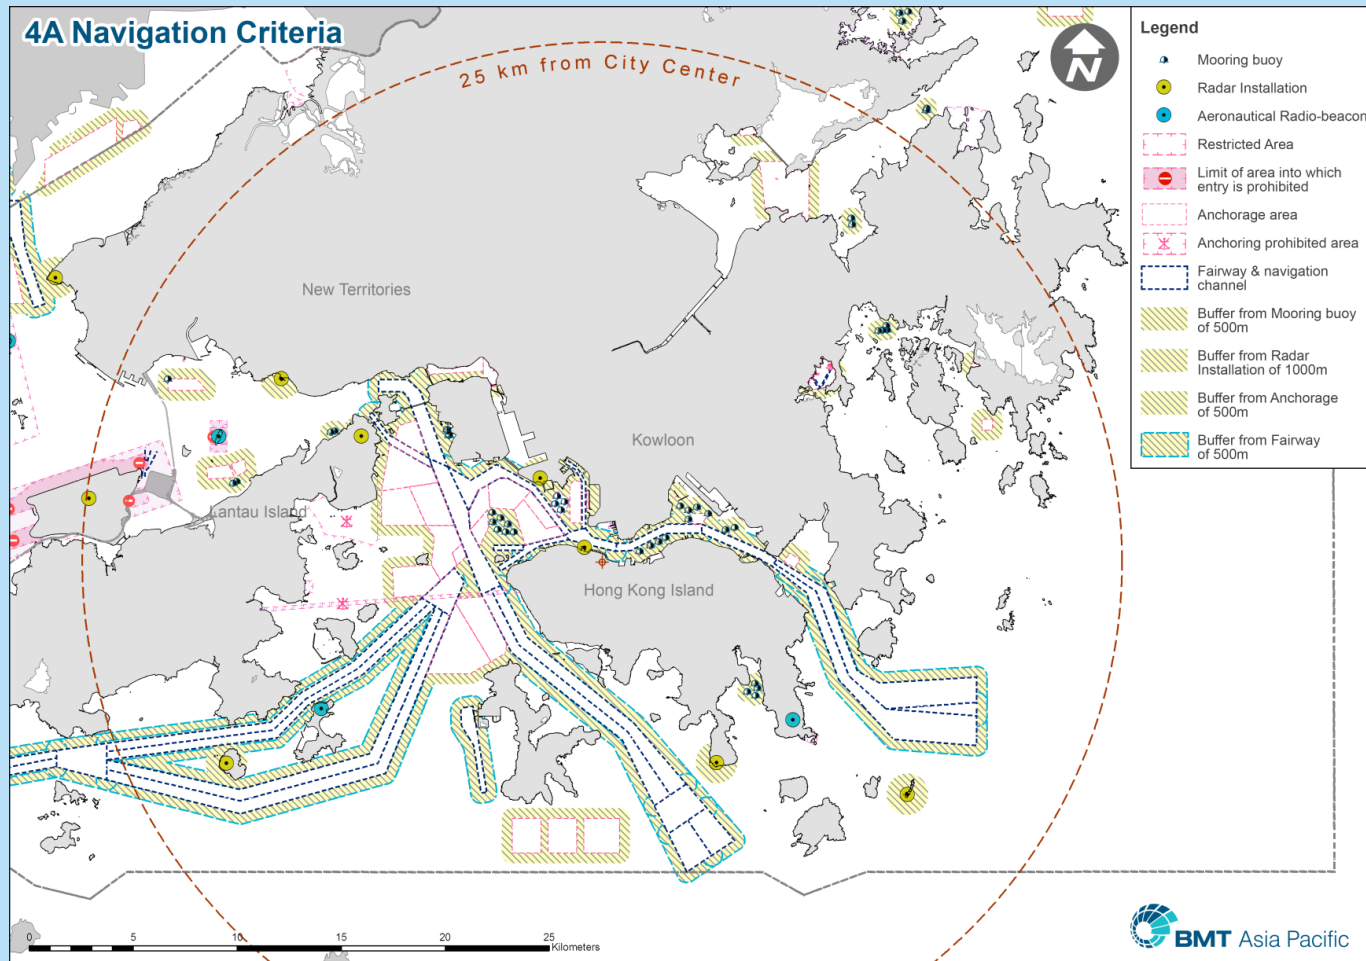 4A Navigation Criteria
25 km from City Center
N
New Territories
Kowloon
Lantau Island
Hong Kong Island
Legend
Mooring buoy
Radar Installation
Aeronautical Radio-beacon
Restricted Area
Limit of area into which
entry is prohibited
Anchorage area
Anchoring prohibited area
Fairway & navigation
channel
Buffer from Mooring buoy
of 500m
Buffer from Radar
Installation of 1000m
Buffer from Anchorage
of 500m
Buffer from Fairway
of 500m
0 5 10 15 20 25
Kilometers
BMT Asia Pacific